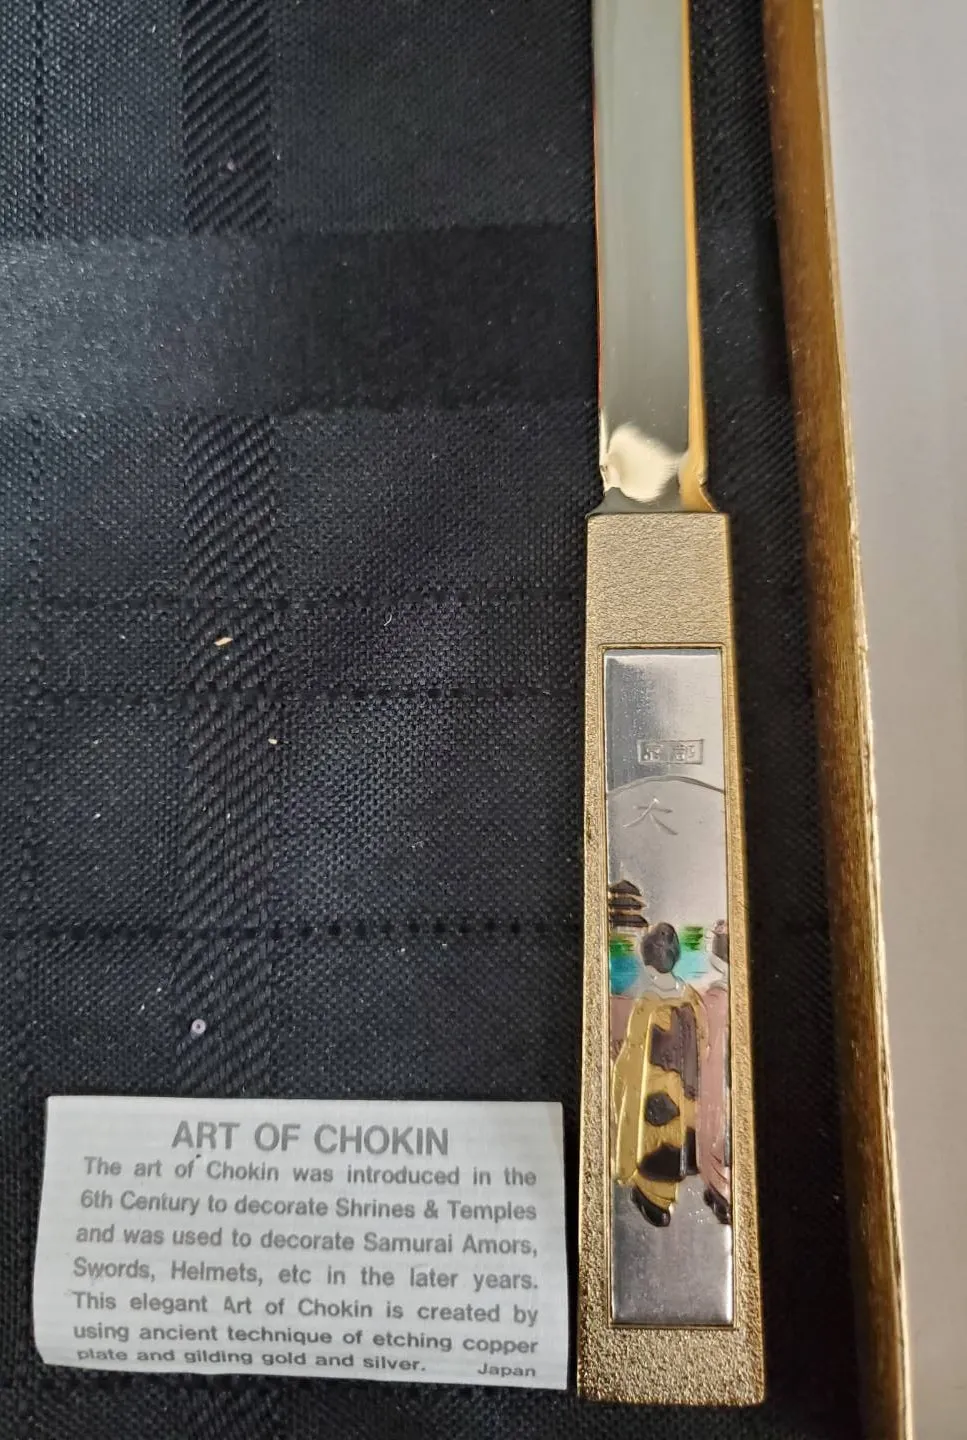 京都
大
ART OF CHOKIN
The art of Chokin was introduced in the
6th Century to decorate Shrines & Temples
and was used to decorate Samurai Amors,
Swords, Helmets, etc in the later years.
This elegant Art of Chokin is created by
using ancient technique of etching copper
plate and gilding gold and silver. Japan